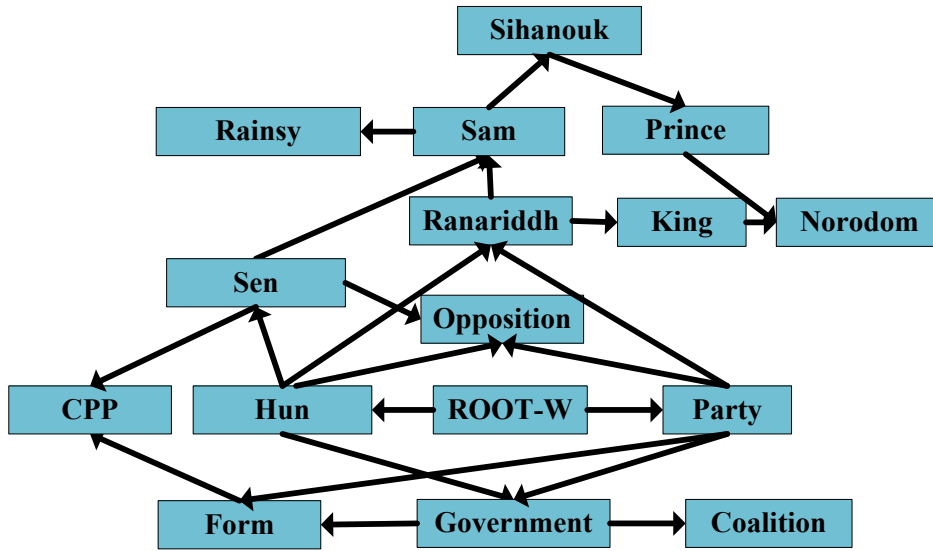 Sihanouk
Rainsy
Sam
Prince
Ranariddh
King
Norodom
Sen
Opposition
CPP
Hun
ROOT-W
Party
Form
Government
Coalition